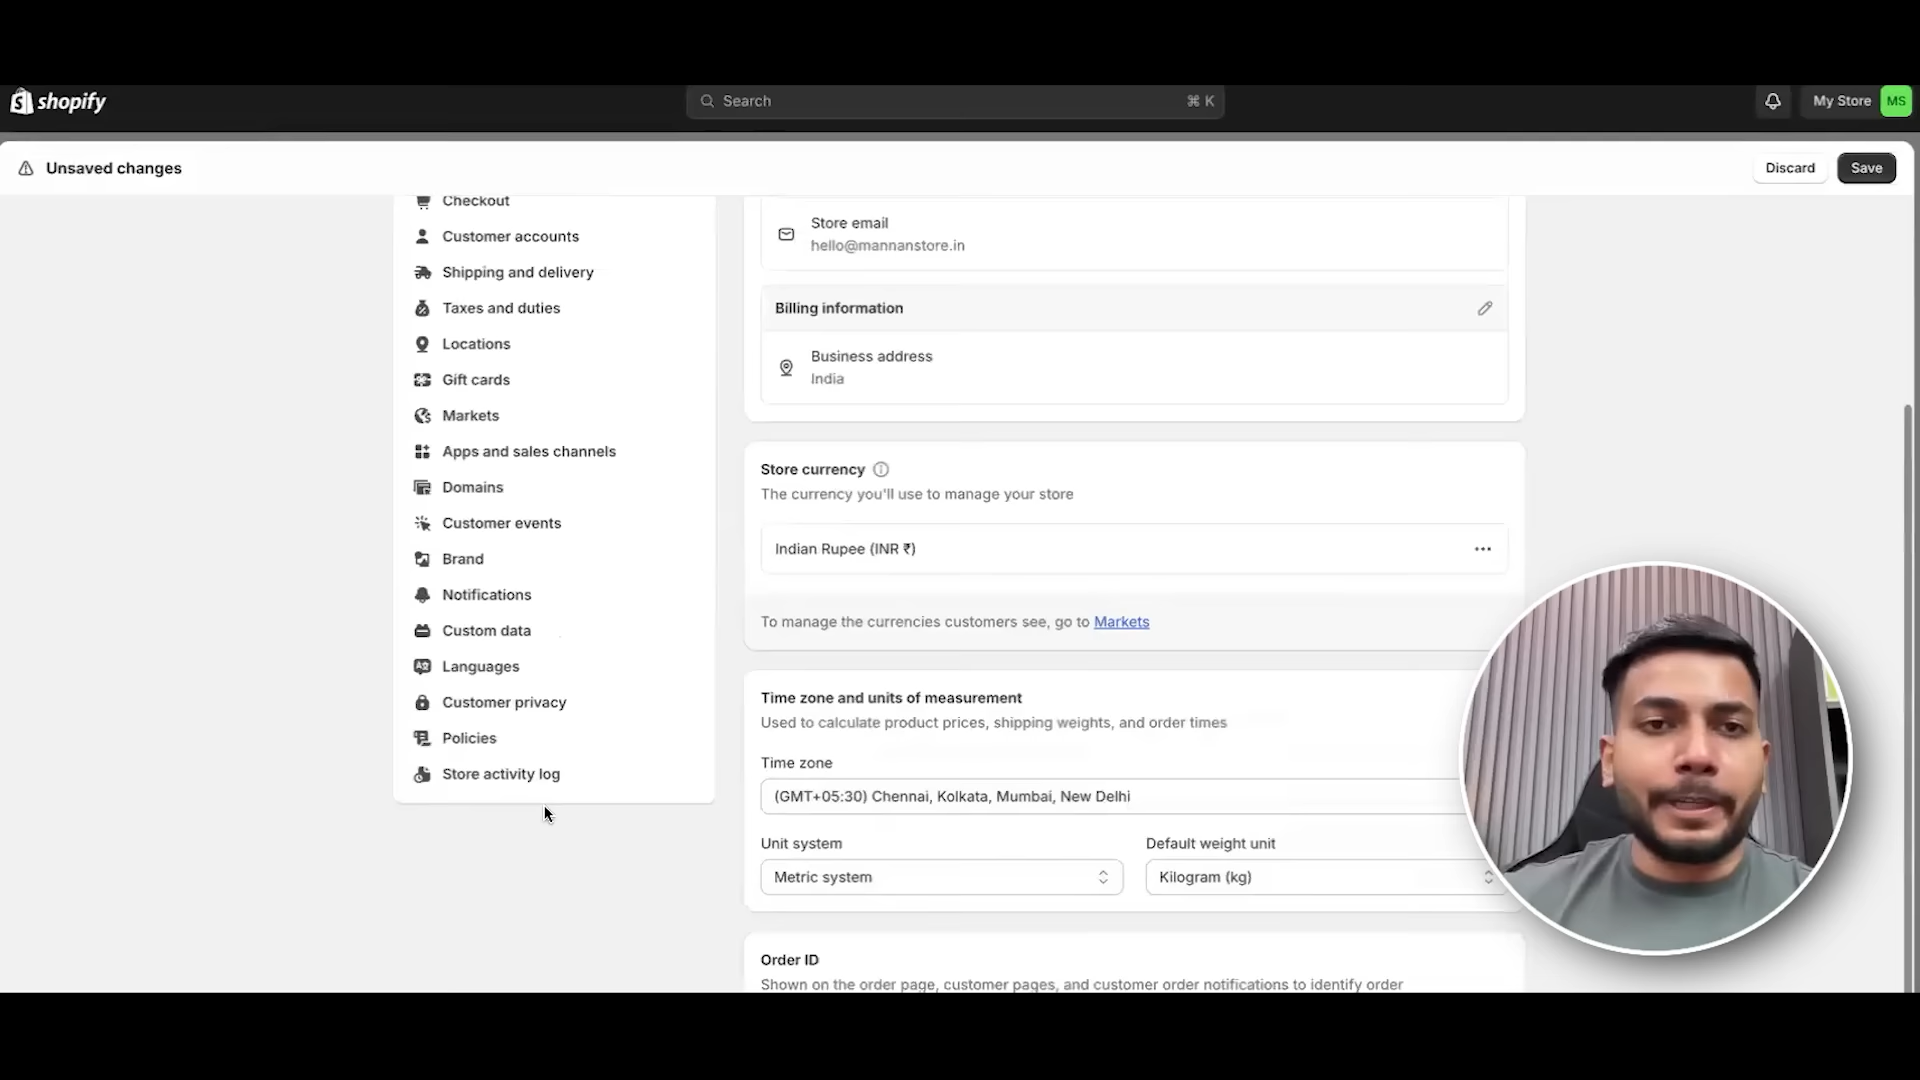 shopify
Search
⌘ K
My Store
MS
Unsaved changes
Discard
Save
Checkout
Customer accounts
Shipping and delivery
Taxes and duties
Locations
Gift cards
Markets
Apps and sales channels
Domains
Customer events
Brand
Notifications
Custom data
Languages
Customer privacy
Policies
Store activity log
Store email
hello@mannanstore.in
Billing information
Business address
India
Store currency
The currency you'll use to manage your store
Indian Rupee (INR ₹)
To manage the currencies customers see, go to Markets
Time zone and units of measurement
Used to calculate product prices, shipping weights, and order times
Time zone
(GMT+05:30) Chennai, Kolkata, Mumbai, New Delhi
Unit system
Default weight unit
Metric system
Kilogram (kg)
Order ID
Shown on the order page, customer pages, and customer order notifications to identify order